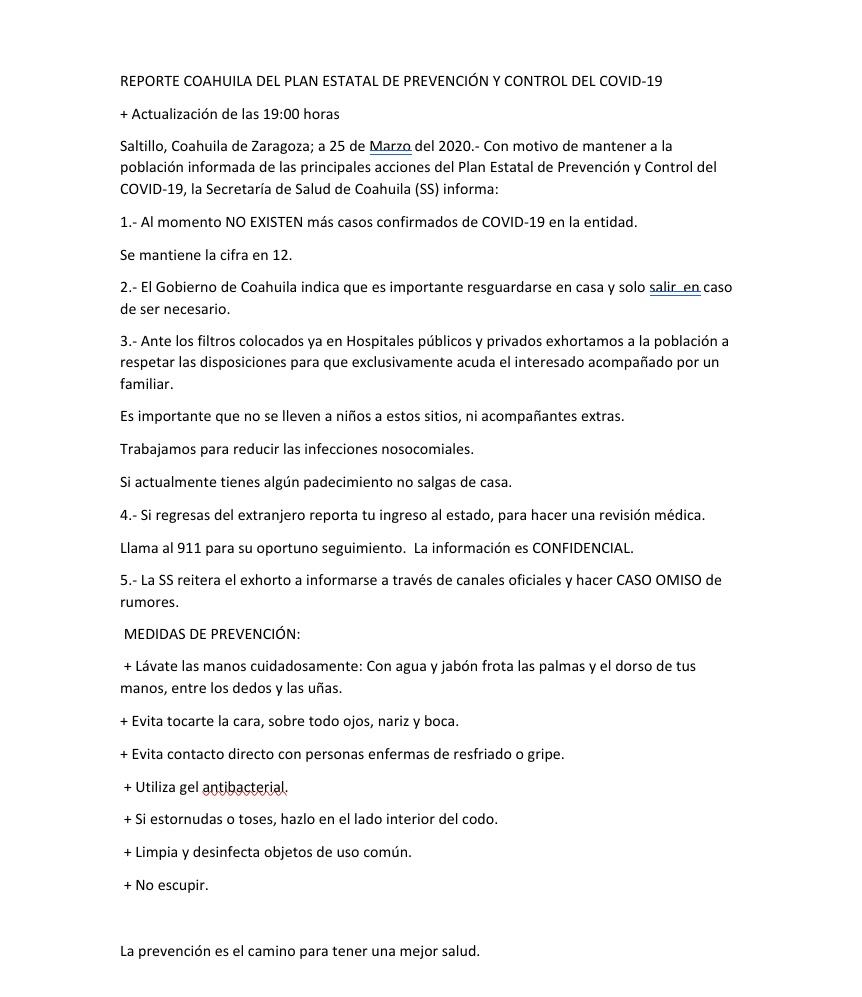 REPORTE COAHUILA DEL PLAN ESTATAL DE PREVENCIÓN Y CONTROL DEL COVID-19
+ Actualización de las 19:00 horas
Saltillo, Coahuila de Zaragoza; a 25 de Marzo del 2020.- Con motivo de mantener a la
población informada de las principales acciones del Plan Estatal de Prevención y Control del
COVID-19, la Secretaría de Salud de Coahuila (SS) informa:
1.- Al momento NO EXISTEN más casos confirmados de COVID-19 en la entidad.
Se mantiene la cifra en 12.
2.- El Gobierno de Coahuila indica que es importante resguardarse en casa y solo salir  en caso
de ser necesario.
3.- Ante los filtros colocados ya en Hospitales públicos y privados exhortamos a la población a
respetar las disposiciones para que exclusivamente acuda el interesado acompañado por un
familiar.
Es importante que no se lleven a niños a estos sitios, ni acompañantes extras.
Trabajamos para reducir las infecciones nosocomiales.
Si actualmente tienes algún padecimiento no salgas de casa.
4.- Si regresas del extranjero reporta tu ingreso al estado, para hacer una revisión médica.
Llama al 911 para su oportuno seguimiento.  La información es CONFIDENCIAL.
5.- La SS reitera el exhorto a informarse a través de canales oficiales y hacer CASO OMISO de
rumores.
MEDIDAS DE PREVENCIÓN:
+ Lávate las manos cuidadosamente: Con agua y jabón frota las palmas y el dorso de tus
manos, entre los dedos y las uñas.
+ Evita tocarte la cara, sobre todo ojos, nariz y boca.
+ Evita contacto directo con personas enfermas de resfriado o gripe.
+ Utiliza gel antibacterial.
+ Si estornudas o toses, hazlo en el lado interior del codo.
+ Limpia y desinfecta objetos de uso común.
+ No escupir.
La prevención es el camino para tener una mejor salud.